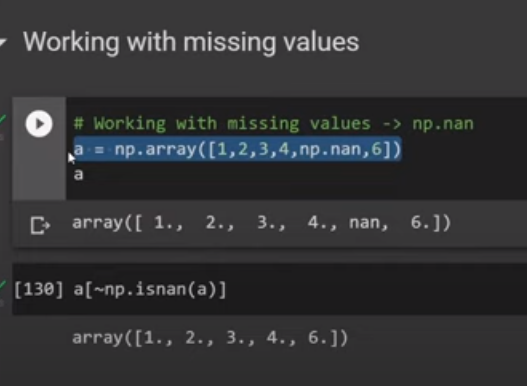 Working with missing values
# Working with missing values -> np.nan
a = np.array([1,2,3,4,np.nan,6])
a
array([ 1.,  2.,  3.,  4., nan,  6.])
[130] a[~np.isnan(a)]
array([1., 2., 3., 4., 6.])